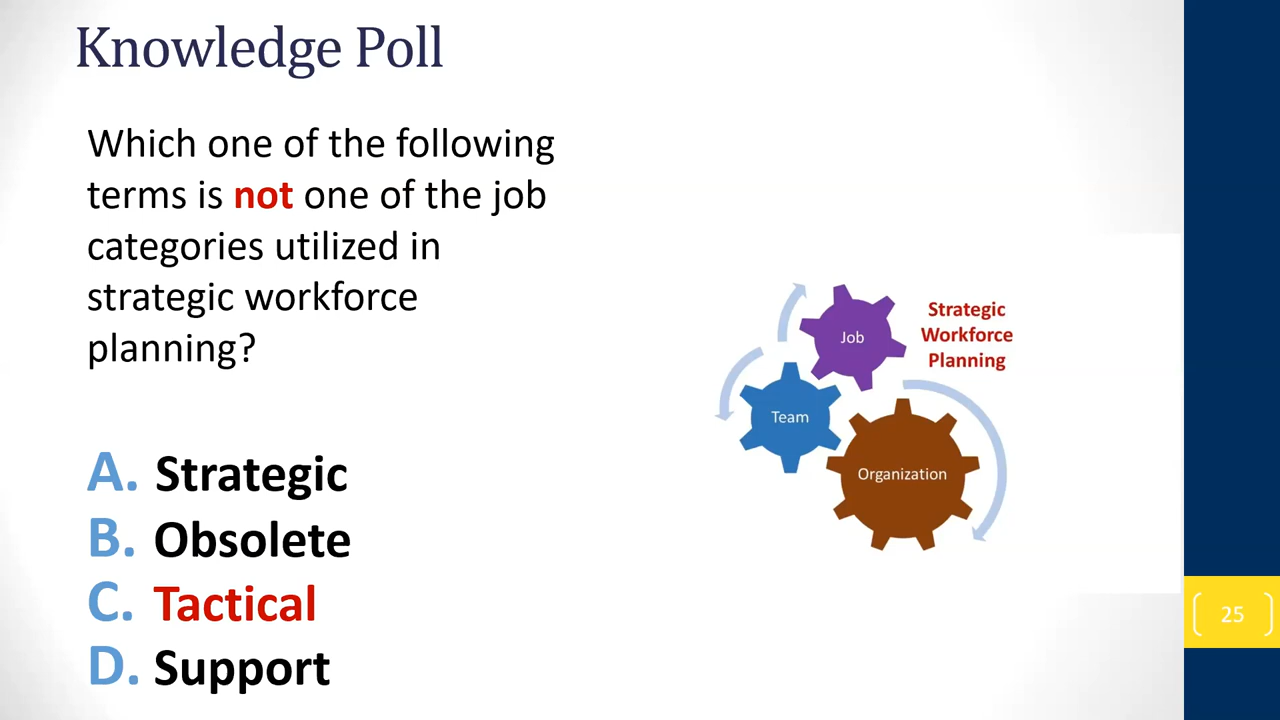 Knowledge Poll
Which one of the following
terms is not one of the job
categories utilized in
strategic workforce
planning?
A. Strategic
B. Obsolete
C. Tactical
D. Support
Job
Strategic
Workforce
Planning
Team
Organization
25